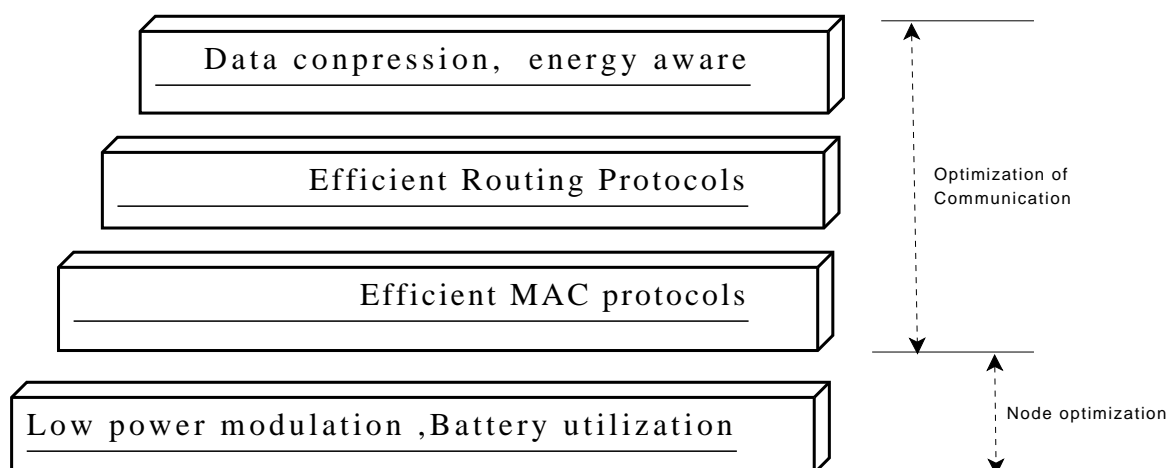 Data conpression, energy aware
Efficient Routing Protocols
Optimization of
Communication
Efficient MAC protocols
Low power modulation ,Battery utilization
Node optimization